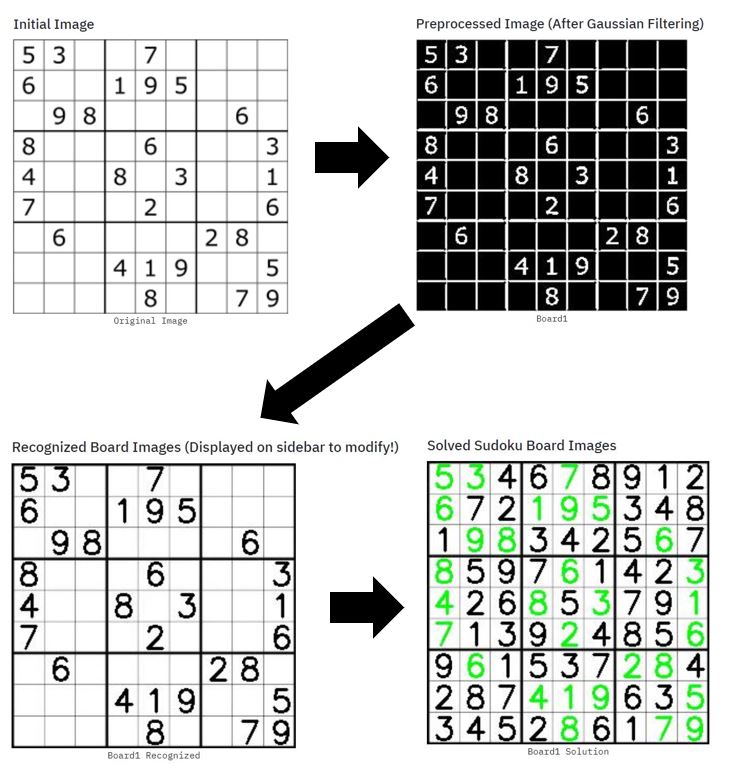 Initial Image
5 3 7
6 1 9 5
9 8 6
8 6 3
4 8 3 1
7 2 6
6 2 8
4 1 9 5
8 7 9
Original Image
Preprocessed Image (After Gaussian Filtering)
5 3 7
6 1 9 5
9 8 6
8 6 3
4 8 3 1
7 2 6
6 2 8
4 1 9 5
8 7 9
Board1
Recognized Board Images (Displayed on sidebar to modify!)
5 3 7
6 1 9 5
9 8 6
8 6 3
4 8 3 1
7 2 6
6 2 8
4 1 9 5
8 7 9
Board1 Recognized
Solved Sudoku Board Images
5 3 4 6 7 8 9 1 2
6 7 2 1 9 5 3 4 8
1 9 8 3 4 2 5 6 7
8 5 9 7 6 1 4 2 3
4 2 6 8 5 3 7 9 1
7 1 3 9 2 4 8 5 6
9 6 1 5 3 7 2 8 4
2 8 7 4 1 9 6 3 5
3 4 5 2 8 6 1 7 9
Board1 Solution